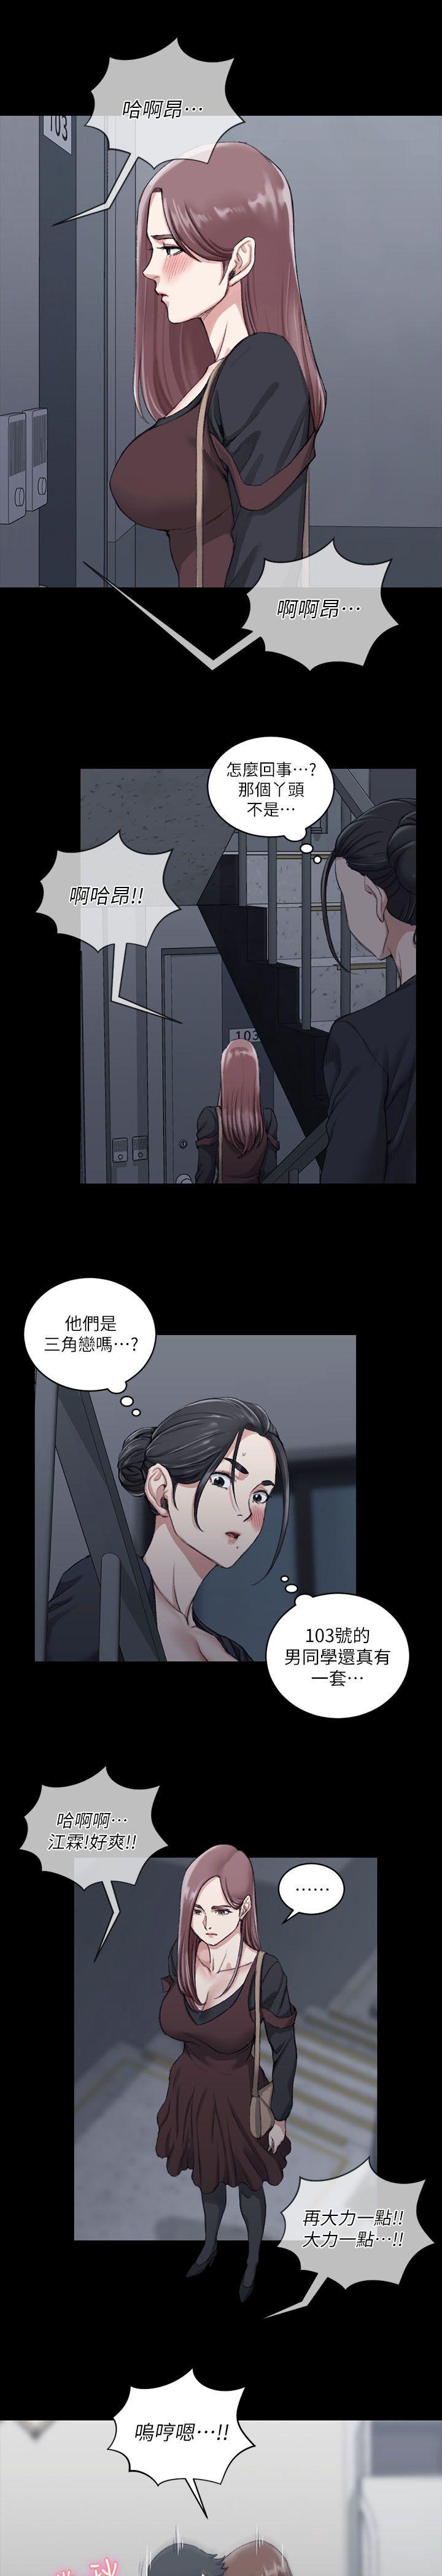 103
哈啊昂…
啊啊昂…
怎麼回事…?
那個丫頭
不是…
啊哈昂!!
103
他們是
三角戀嗎…?
103號的
男同學還真有
一套…
哈啊啊…
江霖!好爽!!
……
再大力一點!!
大力一點…!!
嗚哼嗯…!!